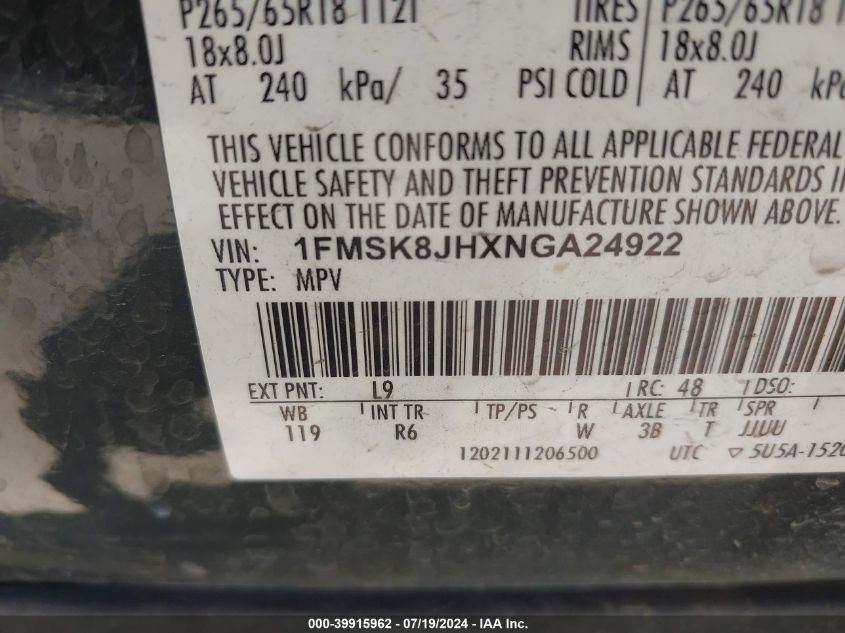 P265/65R18 112T TIRES P265/65R18
18x8.0J RIMS 18x8.0J
AT 240 kPa/ 35 PSI COLD AT 240
THIS VEHICLE CONFORMS TO ALL APPLICABLE FEDERAL
VEHICLE SAFETY AND THEFT PREVENTION STANDARDS
EFFECT ON THE DATE OF MANUFACTURE SHOWN ABOVE.
VIN: 1FMSK8JHXNGA24922
TYPE: MPV
EXT PNT: L9 RC: 48 DSO:
WB INT TR TP/PS R AXLE TR SPR
119 R6 W 3B T JJUU
1202111206500 UTC ▽ 5U5A-1520
000-39915962 - 07/19/2024 - IAAI Inc.